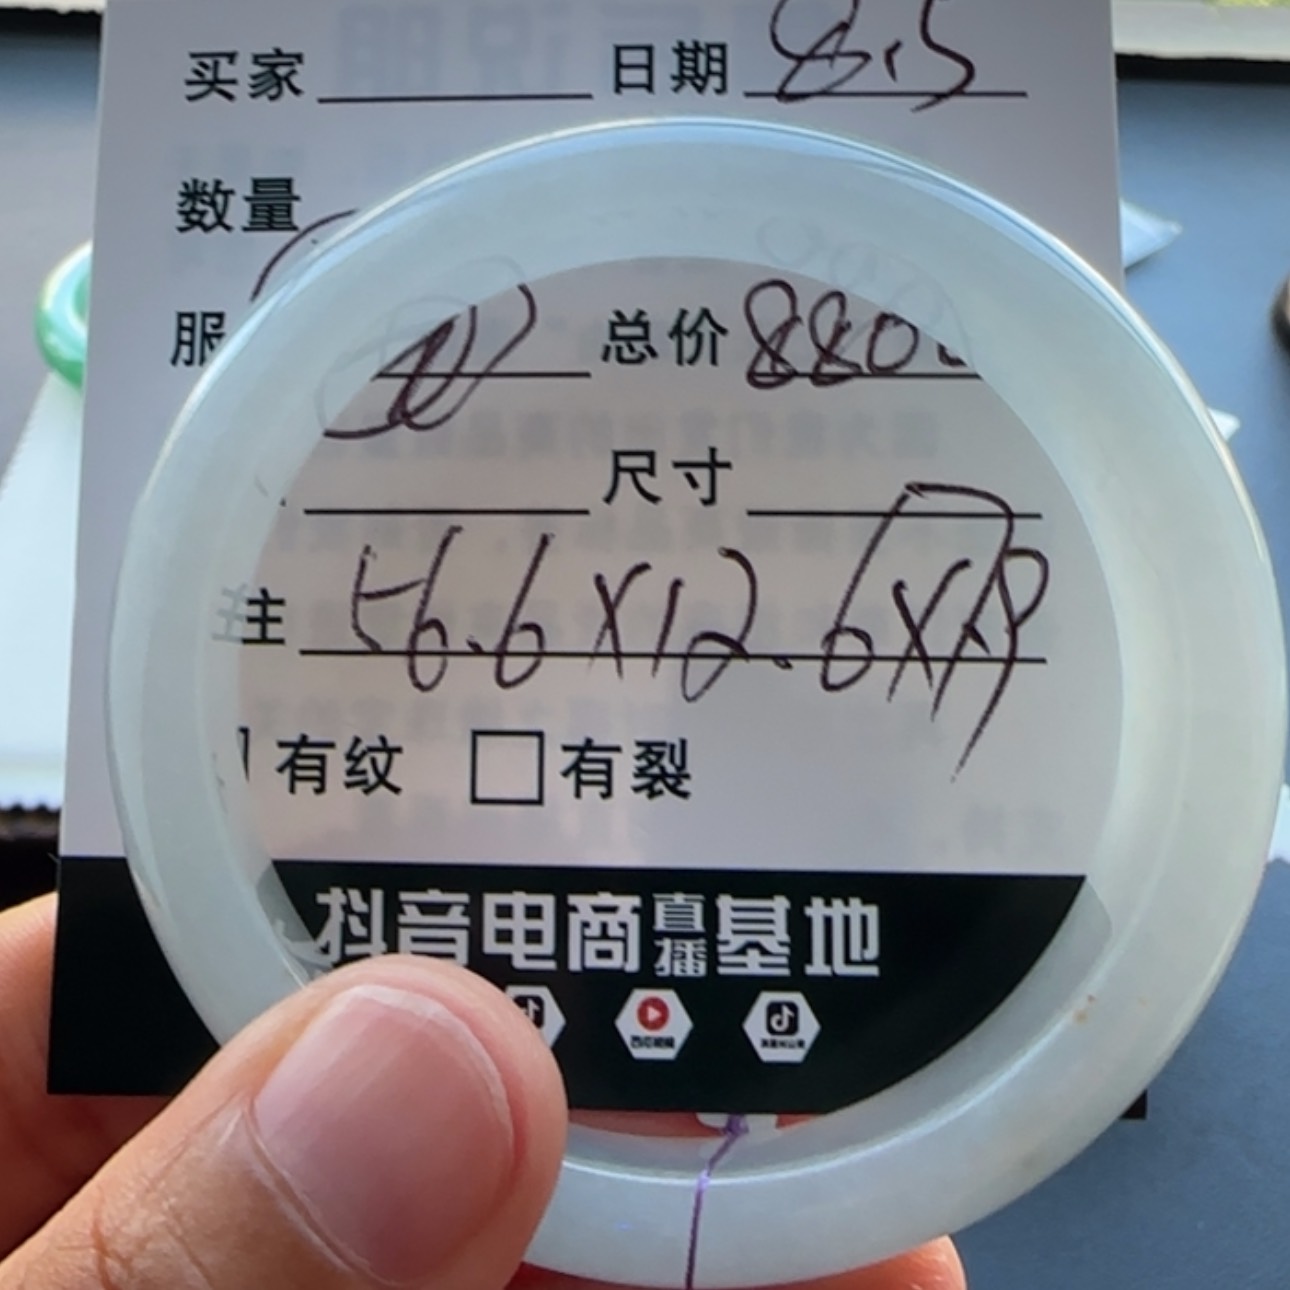 买家 日期 8.5
数量
服 总价 880
尺寸
主 56.6X12.6X
有纹 □有裂
抖音电商直播基地